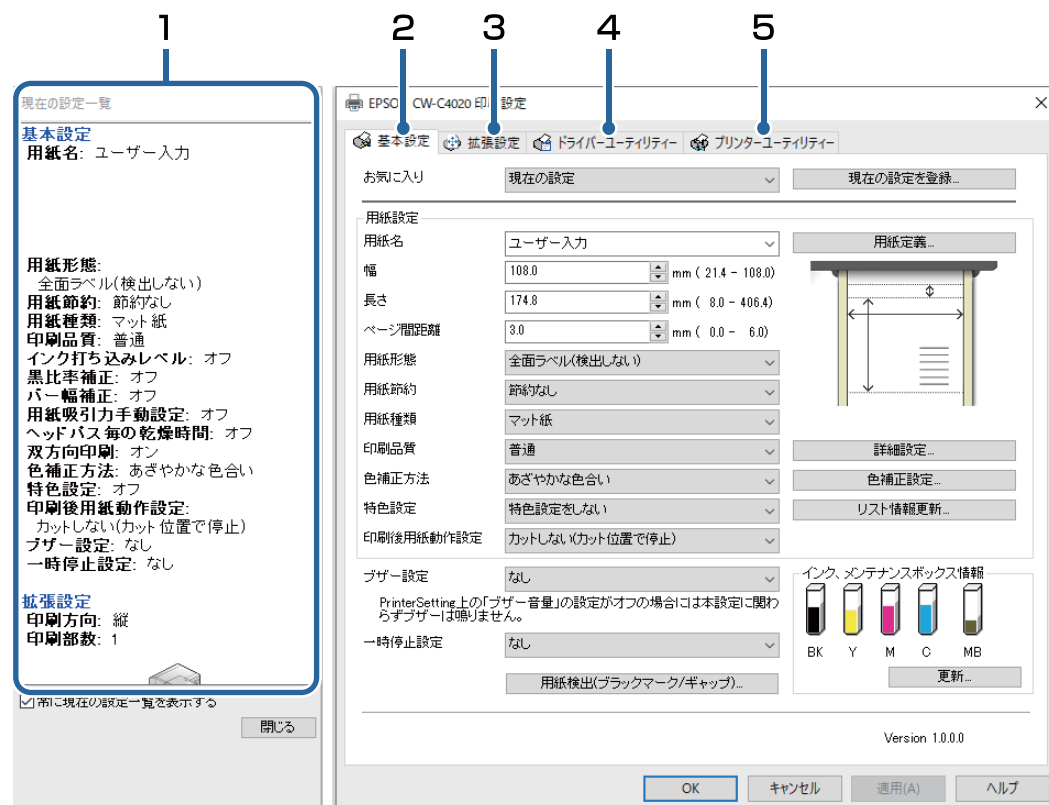 1
2
3
4
5
現在の設定一覧
基本設定
用紙名: ユーザー入力
用紙形態:
全面ラベル(検出しない)
用紙節約: 節約なし
用紙種類: マット紙
印刷品質: 普通
インク打ち込みレベル: オフ
黒比率補正: オフ
バー幅補正: オフ
用紙吸引力手動設定: オフ
ヘッドパス毎の乾燥時間: オフ
双方向印刷: オン
色補正方法: あざやかな色合い
特色設定: オフ
印刷後用紙動作設定:
カットしない(カット位置で停止)
ブザー設定: なし
一時停止設定: なし
拡張設定
印刷方向: 縦
印刷部数: 1
常に現在の設定一覧を表示する
閉じる
EPSO CW-C4020 印 設定
基本設定 拡張設定 ドライバーユーティリティー プリンターユーティリティー
お気に入り 現在の設定 現在の設定を登録...
用紙設定
用紙名 ユーザー入力 用紙定義...
幅 108.0 mm ( 21.4 - 108.0)
長さ 174.8 mm ( 8.0 - 406.4)
ページ間距離 3.0 mm ( 0.0 - 6.0)
用紙形態 全面ラベル(検出しない)
用紙節約 節約なし
用紙種類 マット紙
印刷品質 普通 詳細設定...
色補正方法 あざやかな色合い 色補正設定...
特色設定 特色設定をしない リスト情報更新...
印刷後用紙動作設定 カットしない(カット位置で停止)
ブザー設定 なし
PrinterSetting上の「ブザー音量」の設定がオフの場合には本設定に関わ
らずブザーは鳴りません。
一時停止設定 なし
用紙検出(ブラックマーク/ギャップ)...
インク、メンテナンスボックス情報
BK Y M C MB
更新...
Version 1.0.0.0
OK キャンセル 適用(A) ヘルプ